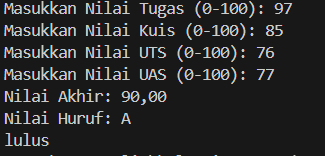 Masukkan Nilai Tugas (0-100): 97
Masukkan Nilai Kuis (0-100): 85
Masukkan Nilai UTS (0-100): 76
Masukkan Nilai UAS (0-100): 77
Nilai Akhir: 90,00
Nilai Huruf: A
lulus